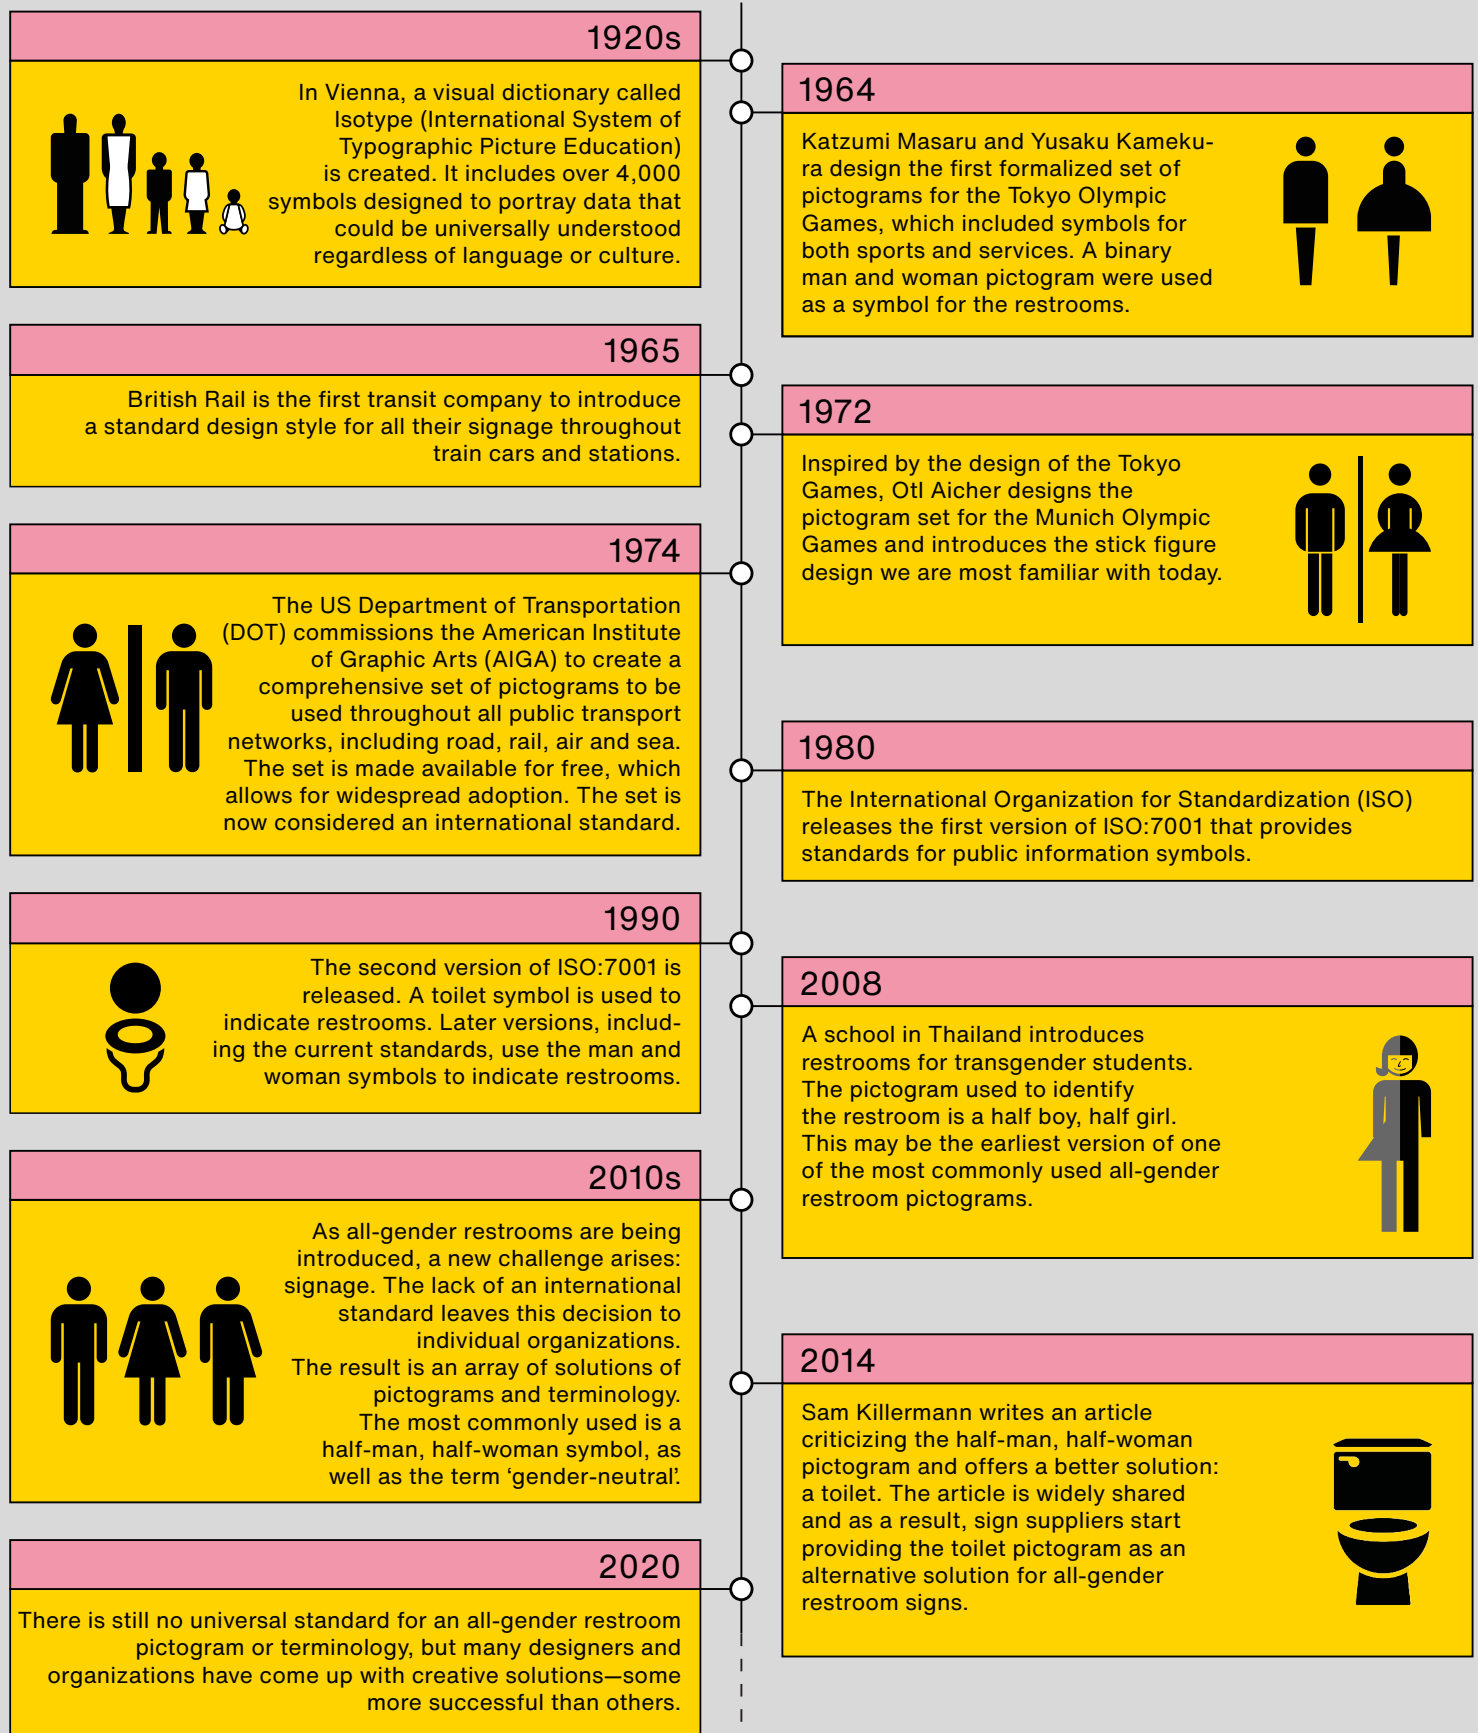 1920s
In Vienna, a visual dictionary called
Isotype (International System of
Typographic Picture Education)
is created. It includes over 4,000
symbols designed to portray data that
could be universally understood
regardless of language or culture.
1964
Katzumi Masaru and Yusaku Kameku-
ra design the first formalized set of
pictograms for the Tokyo Olympic
Games, which included symbols for
both sports and services. A binary
man and woman pictogram were used
as a symbol for the restrooms.
1965
British Rail is the first transit company to introduce
a standard design style for all their signage throughout
train cars and stations.
1972
Inspired by the design of the Tokyo
Games, Otl Aicher designs the
pictogram set for the Munich Olympic
Games and introduces the stick figure
design we are most familiar with today.
1974
The US Department of Transportation
(DOT) commissions the American Institute
of Graphic Arts (AIGA) to create a
comprehensive set of pictograms to be
used throughout all public transport
networks, including road, rail, air and sea.
The set is made available for free, which
allows for widespread adoption. The set is
now considered an international standard.
1980
The International Organization for Standardization (ISO)
releases the first version of ISO:7001 that provides
standards for public information symbols.
1990
The second version of ISO:7001 is
released. A toilet symbol is used to
indicate restrooms. Later versions, includ-
ing the current standards, use the man and
woman symbols to indicate restrooms.
2008
A school in Thailand introduces
restrooms for transgender students.
The pictogram used to identify
the restroom is a half boy, half girl.
This may be the earliest version of one
of the most commonly used all-gender
restroom pictograms.
2010s
As all-gender restrooms are being
introduced, a new challenge arises:
signage. The lack of an international
standard leaves this decision to
individual organizations.
The result is an array of solutions of
pictograms and terminology.
The most commonly used is a
half-man, half-woman symbol, as
well as the term ‘gender-neutral’.
2014
Sam Killermann writes an article
criticizing the half-man, half-woman
pictogram and offers a better solution:
a toilet. The article is widely shared
and as a result, sign suppliers start
providing the toilet pictogram as an
alternative solution for all-gender
restroom signs.
2020
There is still no universal standard for an all-gender restroom
pictogram or terminology, but many designers and
organizations have come up with creative solutions—some
more successful than others.